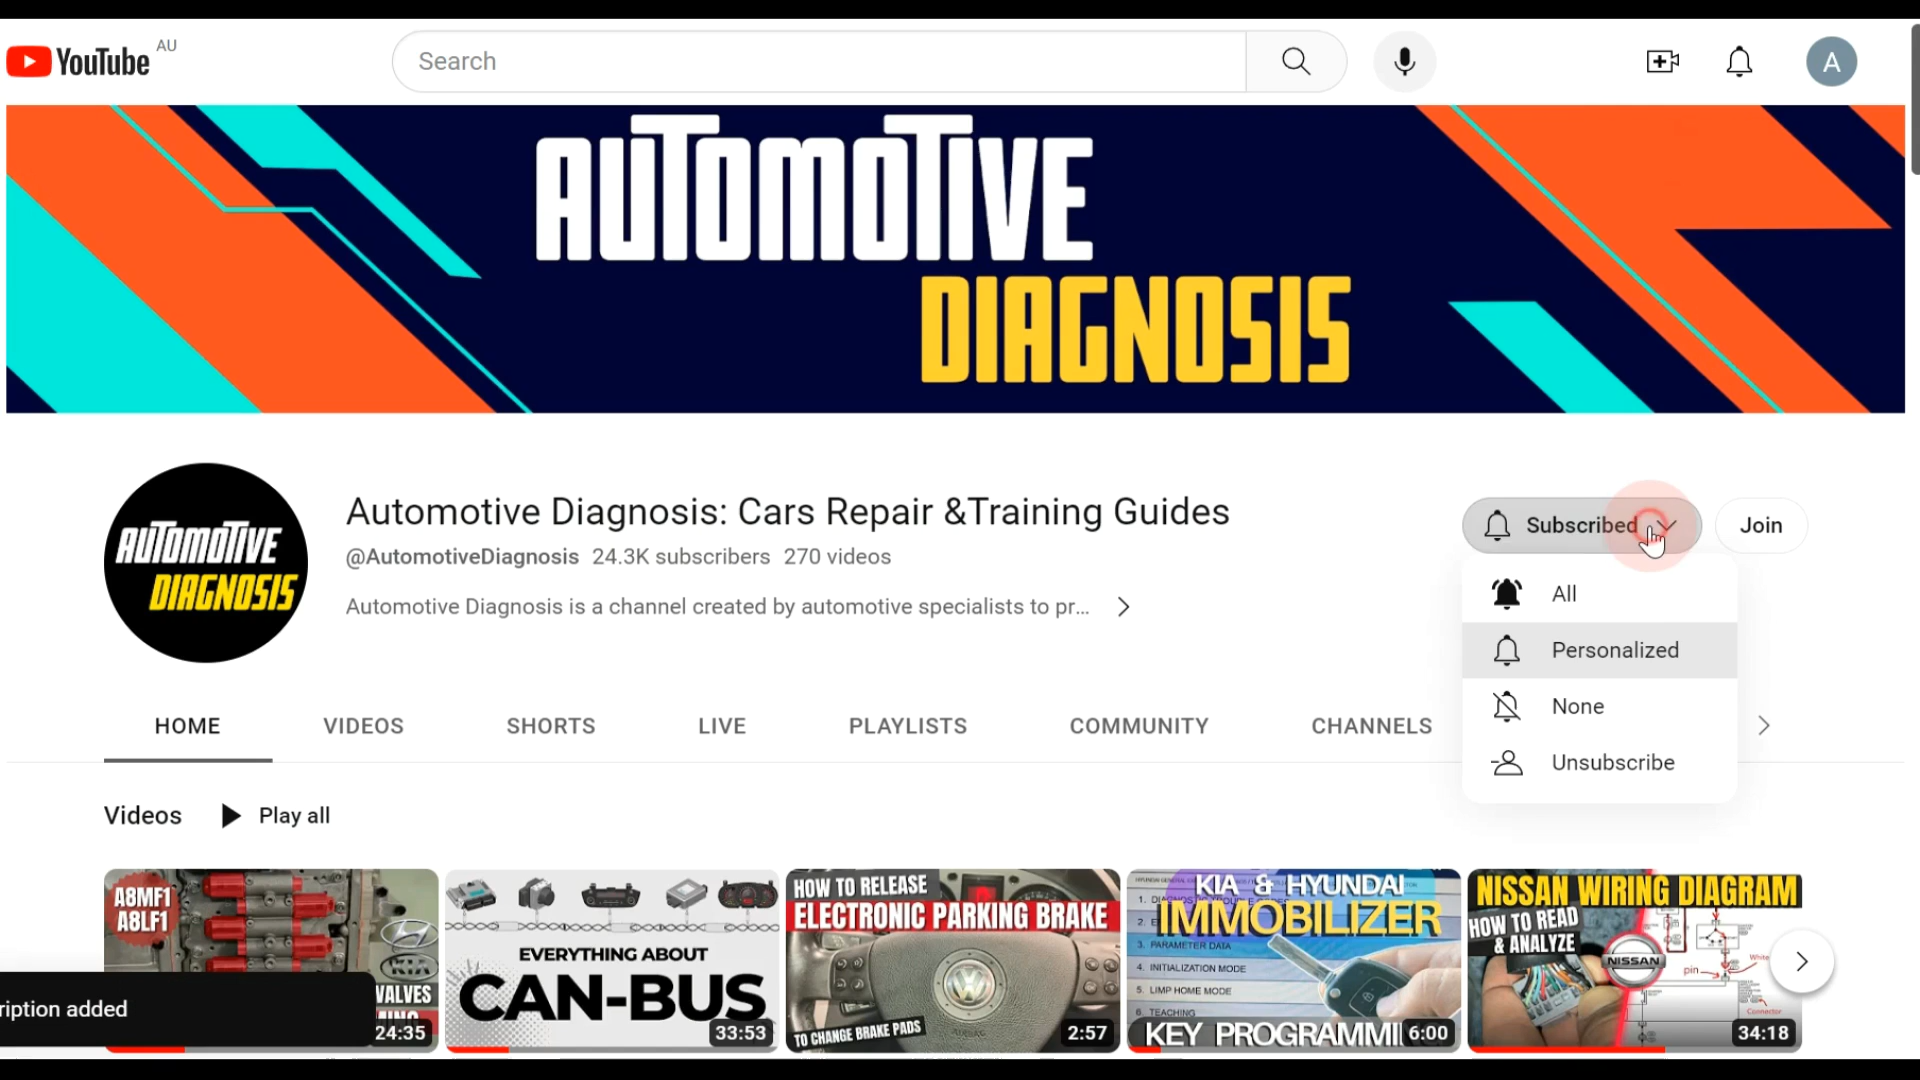 YouTube AU
Search
A
AUTOMOTIVE
DIAGNOSIS
AUTOMOTIVE
DIAGNOSIS
Automotive Diagnosis: Cars Repair &Training Guides
@AutomotiveDiagnosis 24.3K subscribers 270 videos
Automotive Diagnosis is a channel created by automotive specialists to pr...
Subscribed
Join
All
Personalized
None
Unsubscribe
HOME VIDEOS SHORTS LIVE PLAYLISTS COMMUNITY CHANNELS
Videos Play all
A8MF1
A8LF1
KIA
VALVES
24:35
EVERYTHING ABOUT
CAN-BUS
33:53
HOW TO RELEASE
ELECTRONIC PARKING BRAKE
TO CHANGE BRAKE PADS
2:57
KIA & HYUNDAI
IMMOBILIZER
3. PARAMETER DATA
4. INITIALIZATION MODE
5. LIMP HOME MODE
6. TEACHING
KEY PROGRAMMI
6:00
NISSAN WIRING DIAGRAM
HOW TO READ
& ANALYZE
NISSAN
pin
White
Connector
34:18
ription added